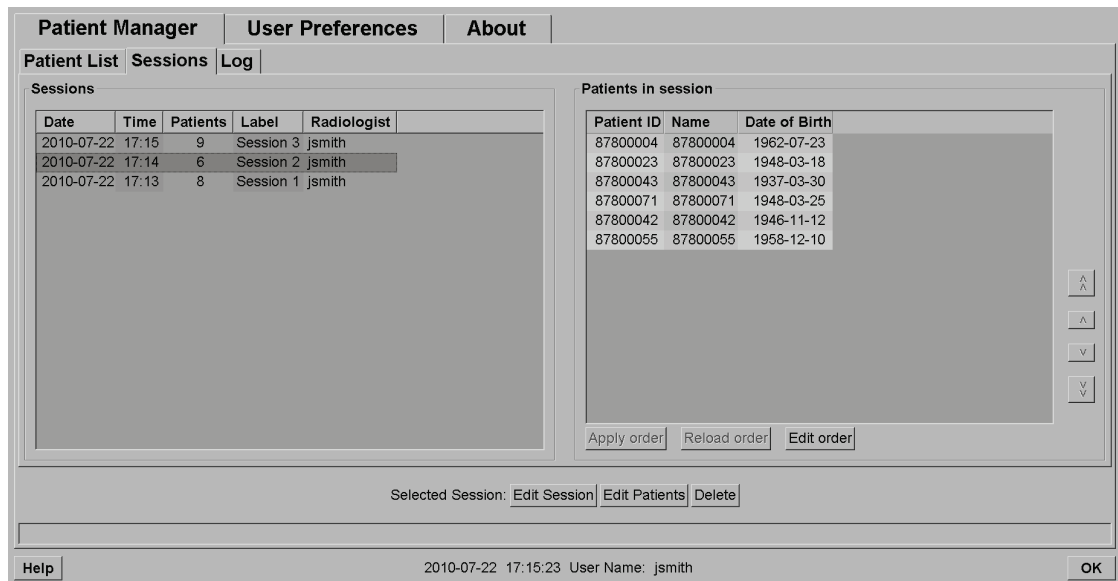 Patient Manager User Preferences About
Patient List Sessions Log
Sessions
Date Time Patients Label Radiologist
2010-07-22 17:15 9 Session 3 jsmith
2010-07-22 17:14 6 Session 2 jsmith
2010-07-22 17:13 8 Session 1 jsmith
Patients in session
Patient ID Name Date of Birth
87800004 87800004 1962-07-23
87800023 87800023 1948-03-18
87800043 87800043 1937-03-30
87800071 87800071 1948-03-25
87800042 87800042 1946-11-12
87800055 87800055 1958-12-10
Apply order Reload order Edit order
Selected Session: Edit Session Edit Patients Delete
Help 2010-07-22 17:15:23 User Name: jsmith OK